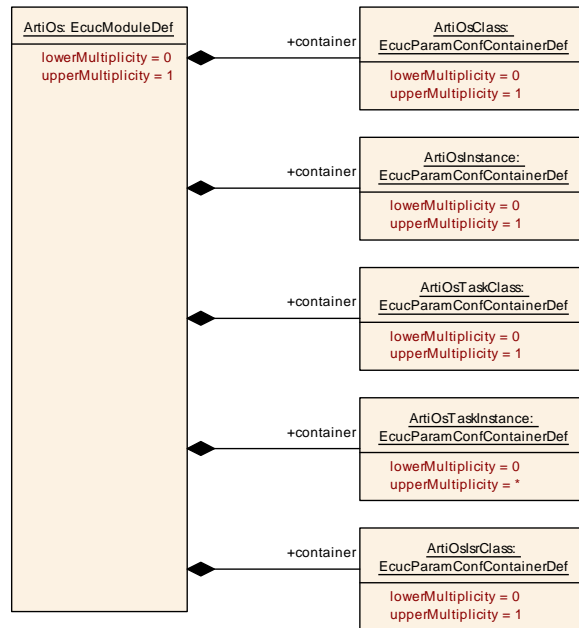 ArtiOs: EcucModuleDef
lowerMultiplicity = 0
upperMultiplicity = 1
+container
ArtiOsClass:
EcucParamConfContainerDef
lowerMultiplicity = 0
upperMultiplicity = 1
+container
ArtiOsInstance:
EcucParamConfContainerDef
lowerMultiplicity = 0
upperMultiplicity = 1
+container
ArtiOsTaskClass:
EcucParamConfContainerDef
lowerMultiplicity = 0
upperMultiplicity = 1
+container
ArtiOsTaskInstance:
EcucParamConfContainerDef
lowerMultiplicity = 0
upperMultiplicity = *
+container
ArtiOsIsrClass:
EcucParamConfContainerDef
lowerMultiplicity = 0
upperMultiplicity = 1